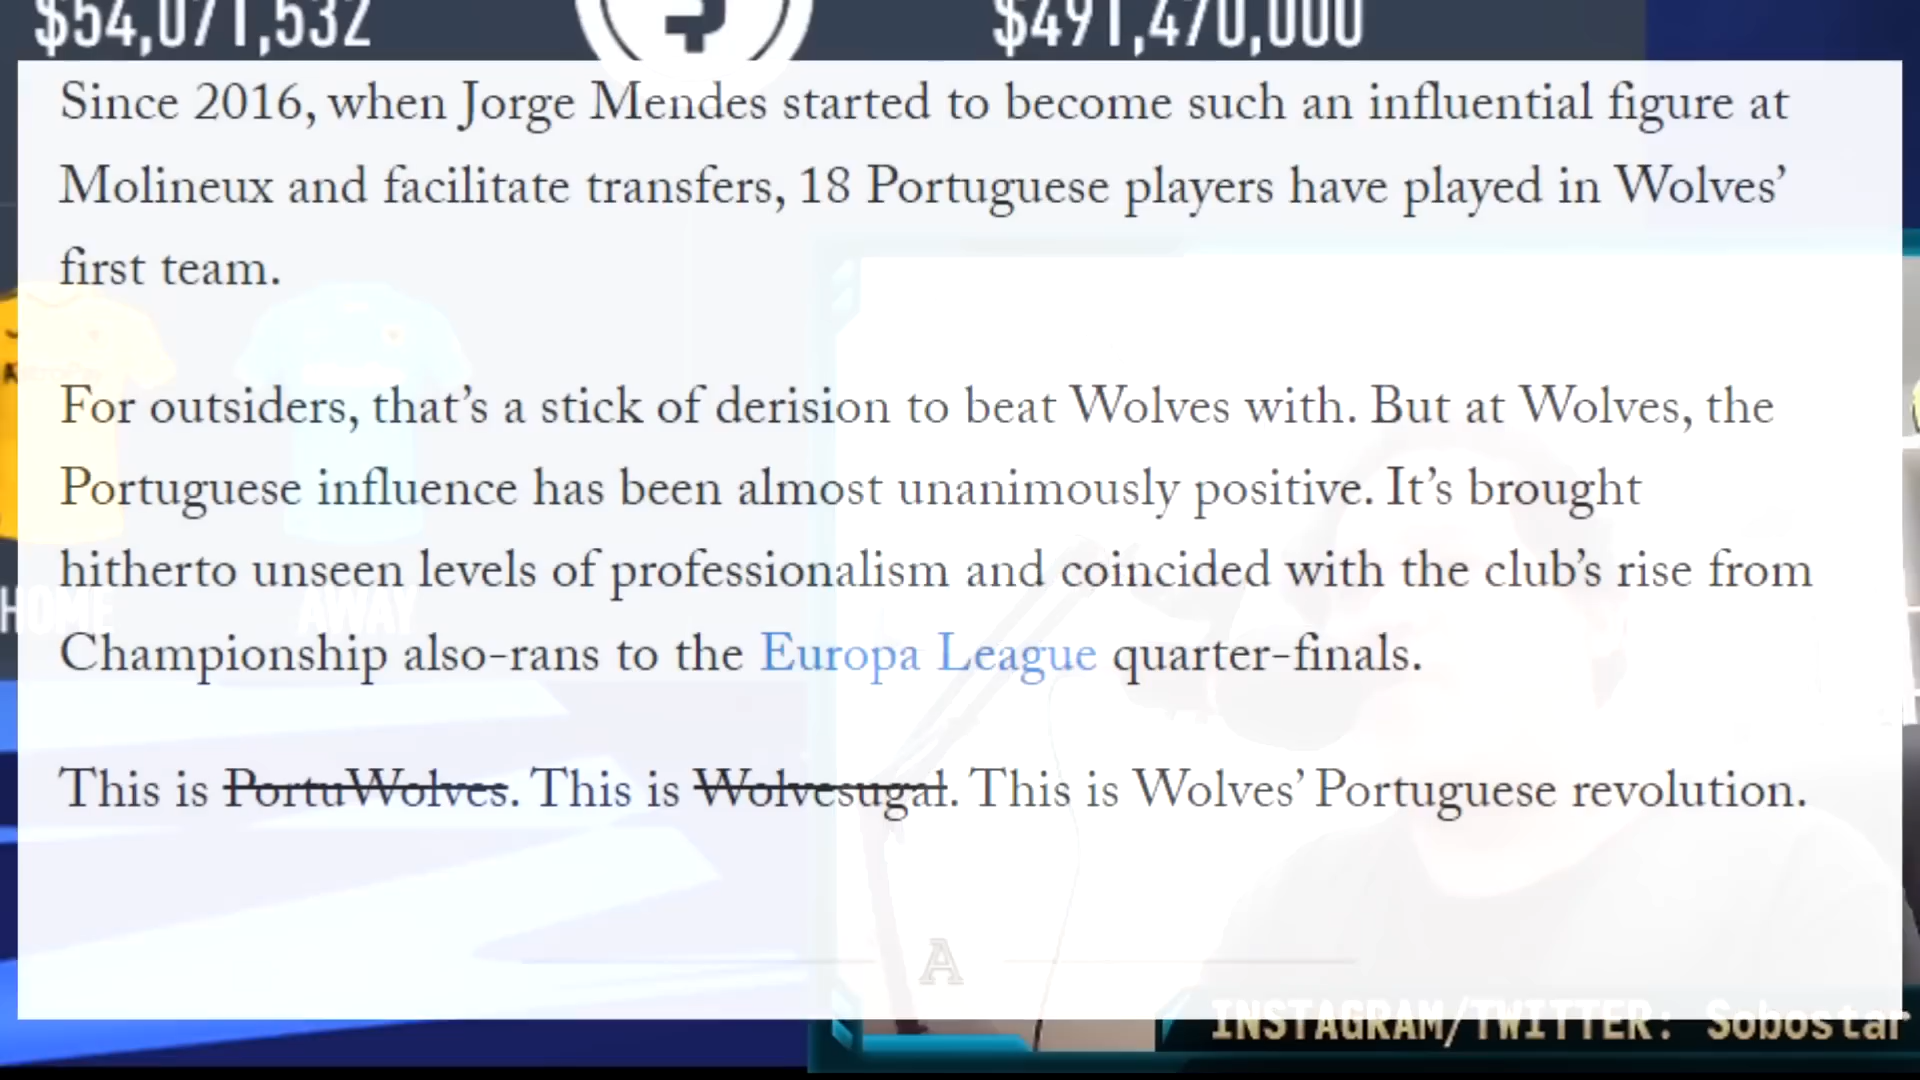 $54,071,532 $491,470,000
Since 2016, when Jorge Mendes started to become such an influential figure at
Molineux and facilitate transfers, 18 Portuguese players have played in Wolves’
first team.
For outsiders, that’s a stick of derision to beat Wolves with. But at Wolves, the
Portuguese influence has been almost unanimously positive. It’s brought
hitherto unseen levels of professionalism and coincided with the club’s rise from
HOME AWAY
Championship also-rans to the Europa League quarter-finals.
This is PortuWolves. This is Wolvesugal. This is Wolves’ Portuguese revolution.
A
INSTAGRAM/TWITTER: Sobostar